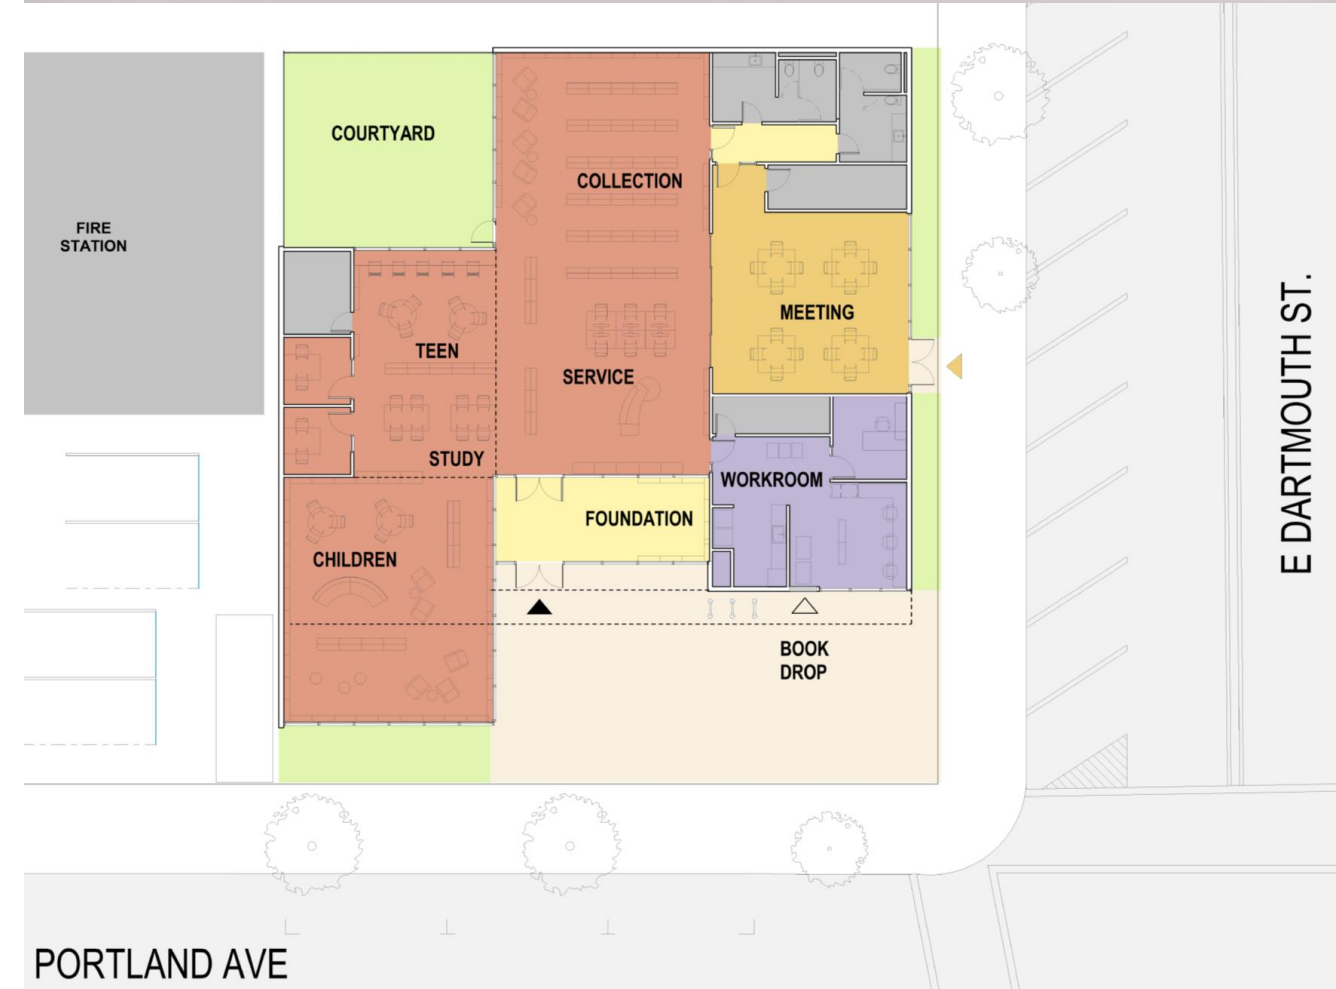 COURTYARD
COLLECTION
FIRE
STATION
MEETING
TEEN
SERVICE
STUDY
WORKROOM
FOUNDATION
CHILDREN
BOOK
DROP
E DARTMOUTH ST.
PORTLAND AVE